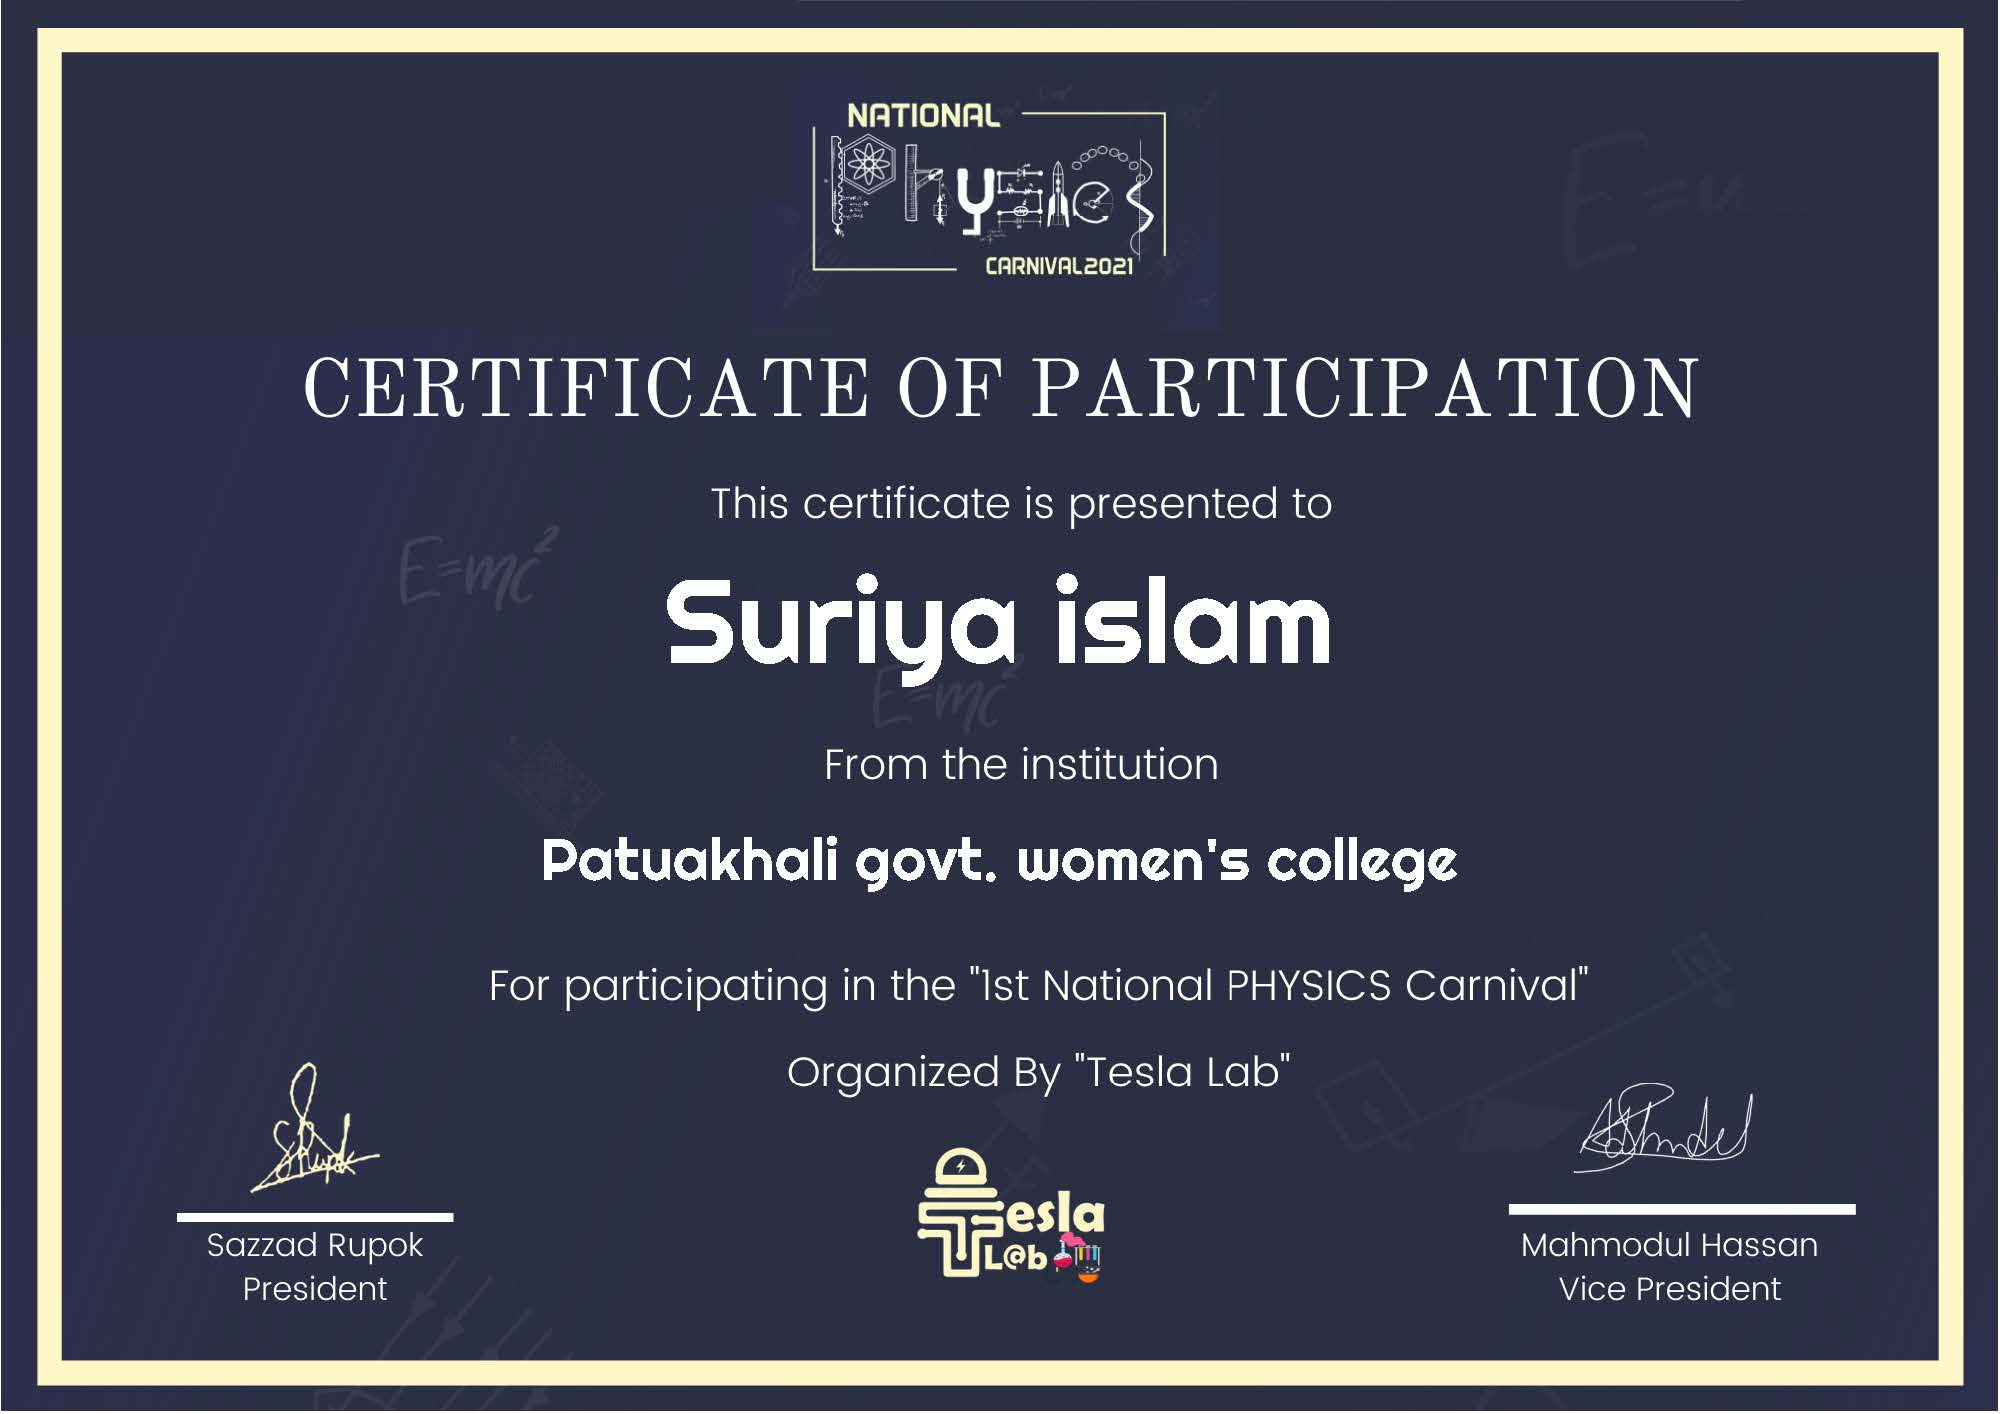 NATIONAL
Physics
CARNIVAL2021
CERTIFICATE OF PARTICIPATION
This certificate is presented to
E=mc²
Suriya islam
E=mc²
From the institution
Patuakhali govt. women's college
For participating in the "1st National PHYSICS Carnival"
Organized By "Tesla Lab"
Tesla
L@b
Sazzad Rupok
President
Mahmodul Hassan
Vice President